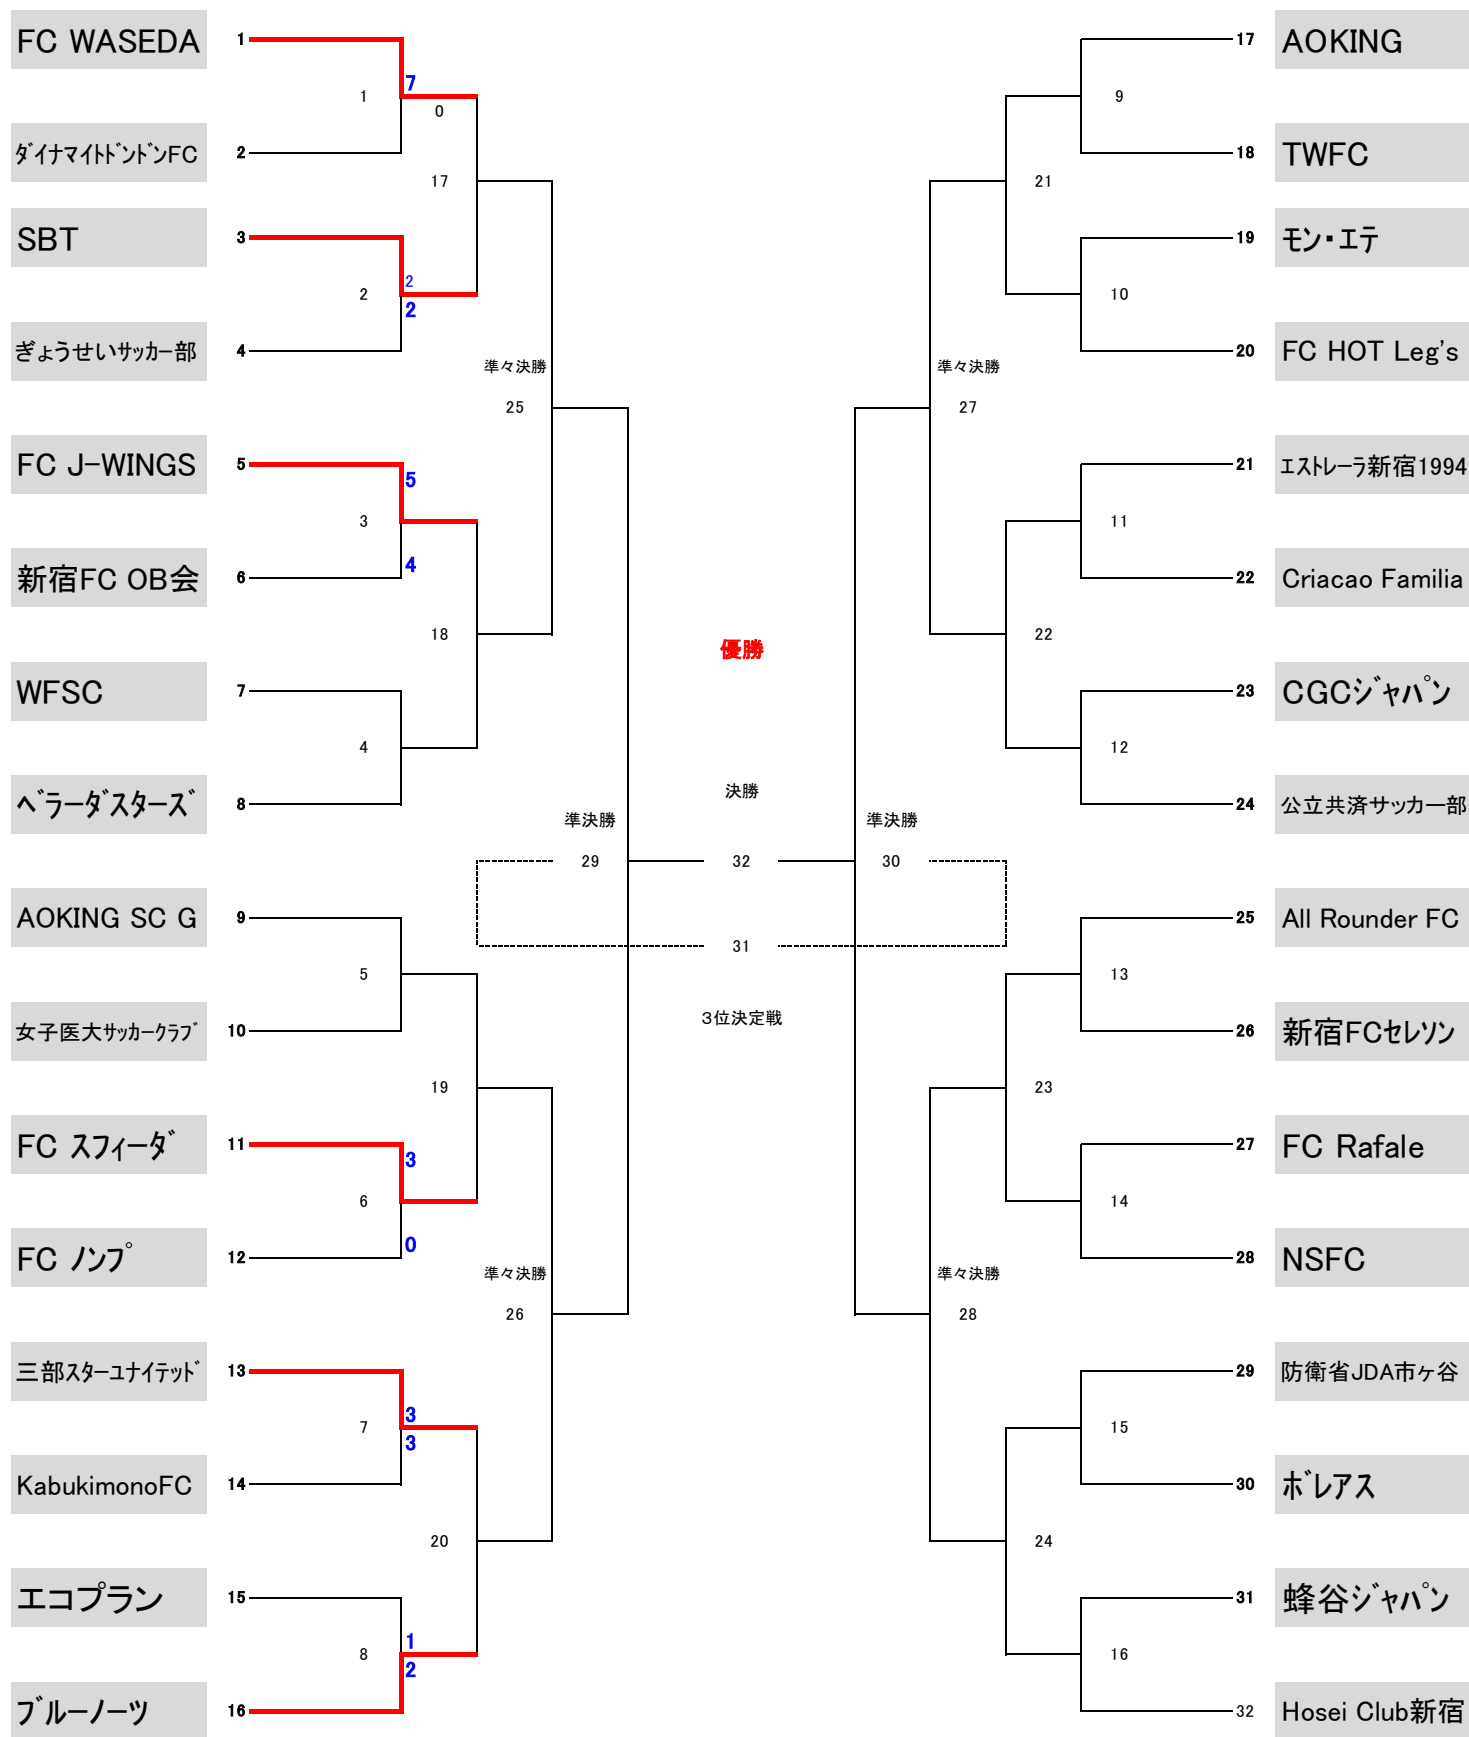 FC WASEDA 1
7
1
0
ﾀﾞｲﾅﾏｲﾄﾄﾞﾝﾄﾞﾝFC 2
17
SBT 3
2
2
2
ぎょうせいｻｯｶｰ部 4
準々決勝
25
FC J-WINGS 5
5
3
新宿FC OB会 6
4
18
WFSC 7
4
ﾍﾞﾗｰﾀﾞｽﾀｰｽﾞ 8
準決勝
29
AOKING SC G 9
5
女子医大ｻｯｶｰｸﾗﾌﾞ 10
19
FC ｽﾌｨｰﾀﾞ 11
3
6
FC ﾉﾝﾌﾟ 12
0
準々決勝
26
三部ｽﾀｰﾕﾅｲﾃｯﾄﾞ 13
3
7
3
KabukimonoFC 14
20
エコプラン 15
1
8
2
ﾌﾞﾙｰﾉｰﾂ 16
優勝
決勝
32
31
３位決定戦
17 AOKING
9
18 TWFC
21
19 ﾓﾝ・ｴﾃ
10
20 FC HOT Leg's
準々決勝
27
21 ｴｽﾄﾚｰﾗ新宿1994
11
22 Criacao Familia
22
23 CGCｼﾞｬﾊﾟﾝ
12
24 公立共済サッカー部
準決勝
30
25 All Rounder FC
13
26 新宿FCｾﾚｿﾝ
23
27 FC Rafale
14
28 NSFC
準々決勝
28
29 防衛省JDA市ヶ谷
15
30 ﾎﾞﾚｱｽ
24
31 蜂谷ｼﾞｬﾊﾟﾝ
16
32 Hosei Club新宿